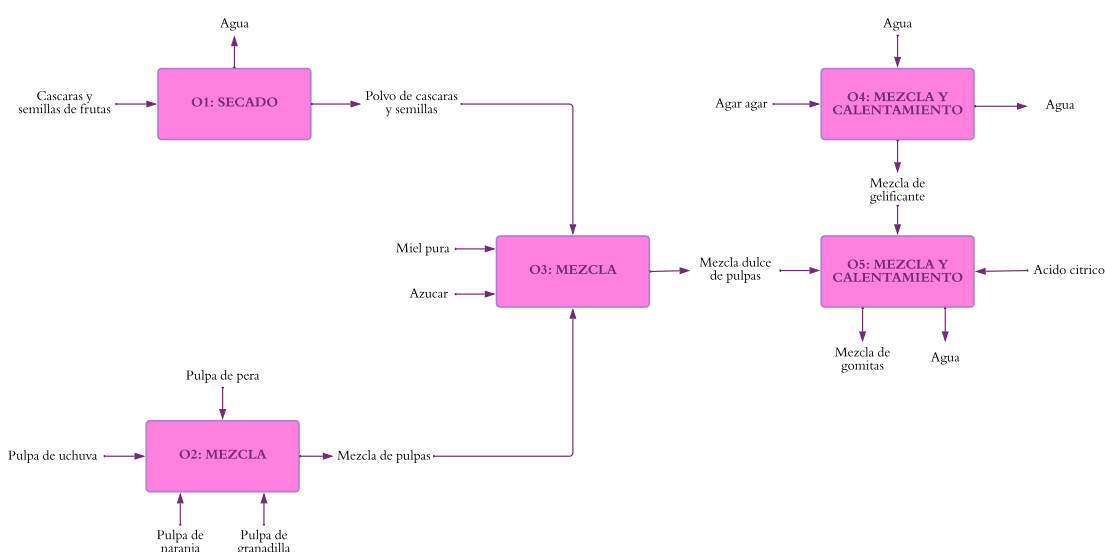 Agua
Cascaras y
semillas de frutas
O1: SECADO
Polvo de cascaras
y semillas
Agua
Agar agar
O4: MEZCLA Y
CALENTAMIENTO
Agua
Mezcla de
gelificante
Miel pura
Azucar
O3: MEZCLA
Mezcla dulce
de pulpas
O5: MEZCLA Y
CALENTAMIENTO
Acido citrico
Mezcla de
gomitas
Agua
Pulpa de pera
Pulpa de uchuva
O2: MEZCLA
Mezcla de pulpas
Pulpa de
naranja
Pulpa de
granadilla